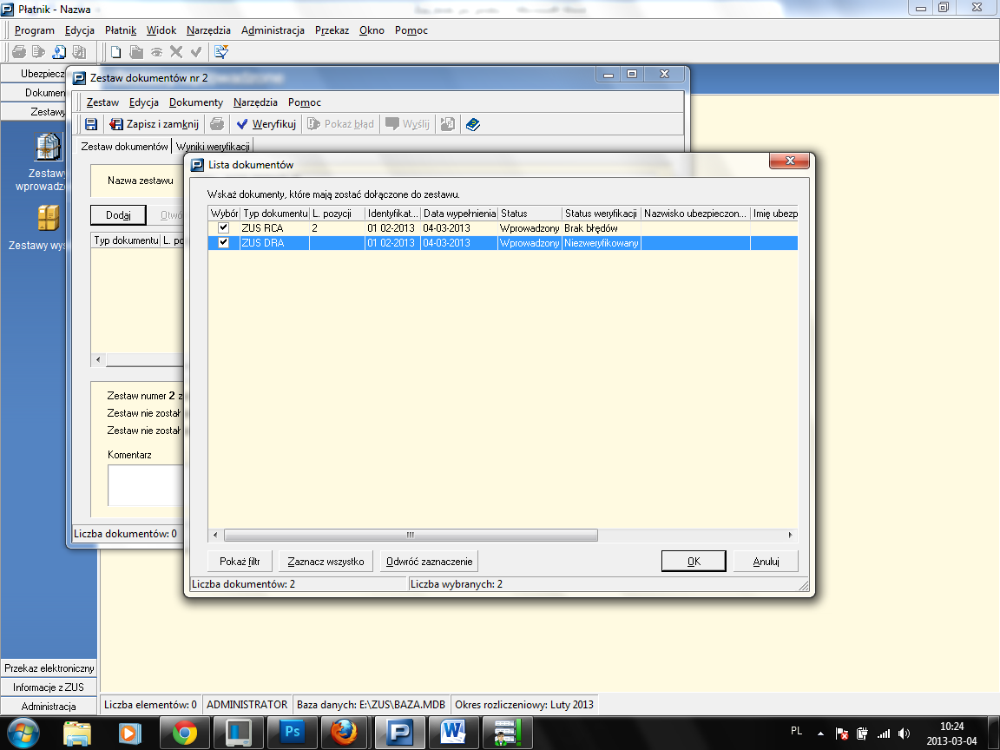 Płatnik - Nazwa
Program Edycja Płatnik Widok Narzędzia Administracja Przekaz Okno Pomoc
Ubezpiecz
Dokumen
Zestawy
Zestawy
wprowadzo
Zestawy wys
Zestaw dokumentów nr 2
Zestaw Edycja Dokumenty Narzędzia Pomoc
Zapisz i zamknij Weryfikuj Pokaż błąd Wyślij
Zestaw dokumentów Wyniki weryfikacji
Nazwa zestawu
Dodaj Otwó
Typ dokumentu L. po
Zestaw numer 2 z
Zestaw nie został
Zestaw nie został
Komentarz
Liczba dokumentów: 0
Lista dokumentów
Wskaż dokumenty, które mają zostać dołączone do zestawu.
Wybór Typ dokumentu L. pozycji Identyfikat... Data wypełnienia Status Status weryfikacji Nazwisko ubezpieczon... Imię ubezp
ZUS RCA 2 01 02-2013 04-03-2013 Wprowadzony Brak błędów
ZUS DRA 01 02-2013 04-03-2013 Wprowadzony Niezweryfikowany
Pokaż filtr Zaznacz wszystko Odwróć zaznaczenie OK Anuluj
Liczba dokumentów: 2 Liczba wybranych: 2
Przekaz elektroniczny
Informacje z ZUS
Administracja
Liczba elementów: 0 ADMINISTRATOR Baza danych: E:\ZUS\BAZA.MDB Okres rozliczeniowy: Luty 2013
Ps
W
PL
10:24
2013-03-04